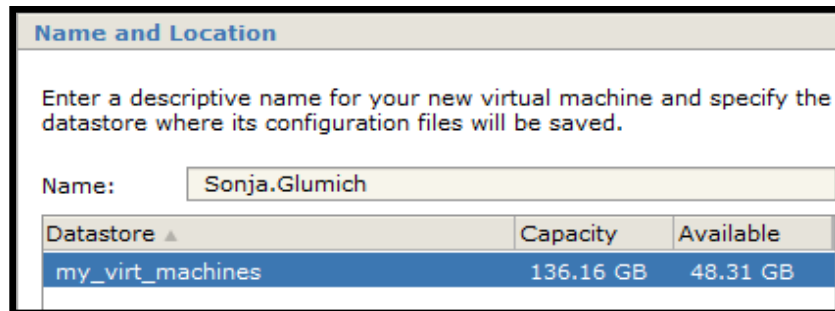 Name and Location
Enter a descriptive name for your new virtual machine and specify the
datastore where its configuration files will be saved.
Name: Sonja.Glumich
Datastore Capacity Available
my_virt_machines 136.16 GB 48.31 GB